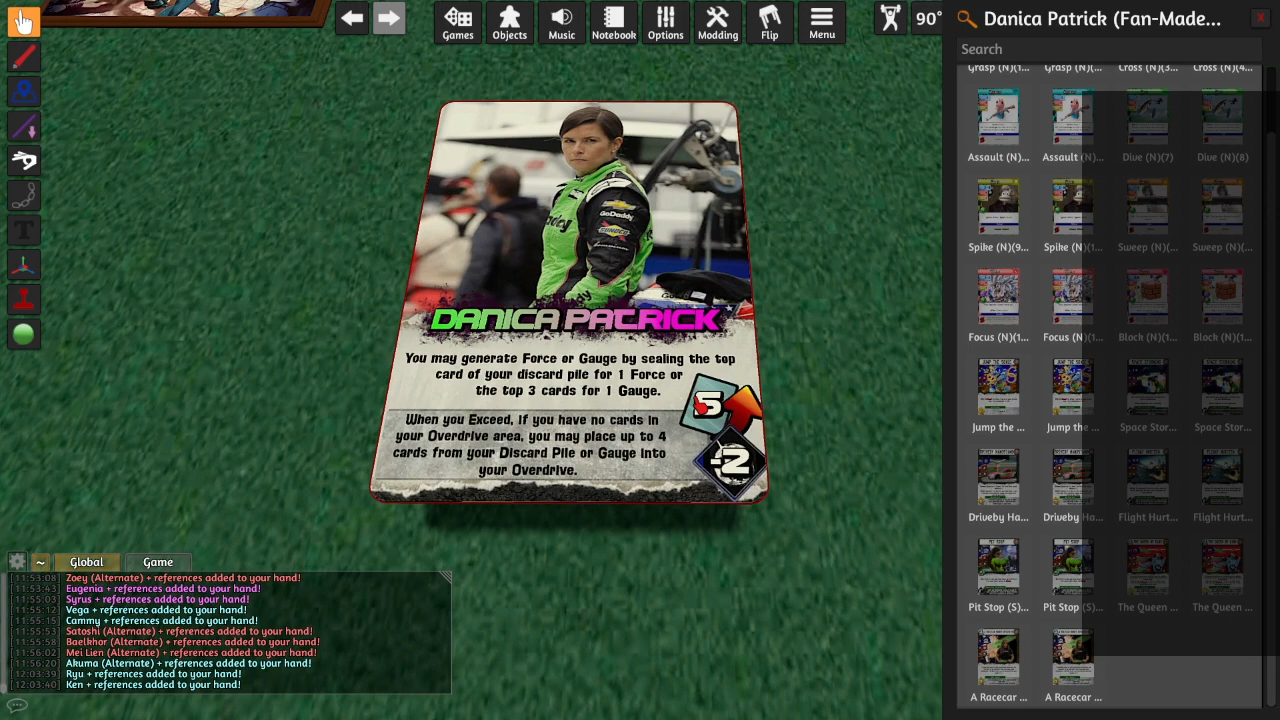 Games
Objects
Music
Notebook
Options
Modding
Flip
Menu
90°
Danica Patrick (Fan-Made...
X
Search
Grasp (N)(1...
Grasp (N)(...
Cross (N)(3...
Cross (N)(4...
Assault (N)...
Assault (N)...
Dive (N)(7)
Dive (N)(8)
Spike (N)(9...
Spike (N)(1...
Sweep (N)(...
Sweep (N)(...
Focus (N)(1...
Focus (N)(1...
Block (N)(1...
Block (N)(1...
Jump the ...
Jump the ...
Space Stor...
Space Stor...
Driveby Ha...
Driveby Ha...
Flight Hurt...
Flight Hurt...
Pit Stop (S)...
Pit Stop (S)...
The Queen ...
The Queen ...
A Racecar ...
A Racecar ...
GoDaddy
SUNOCO
DANICA PATRICK
You may generate Force or Gauge by sealing the top
card of your discard pile for 1 Force or
the top 3 cards for 1 Gauge.
5
When you Exceed, if you have no cards in
your Overdrive area, you may place up to 4
cards from your Discard Pile or Gauge into
your Overdrive.
-2
~
Global
Game
[11:53:08] Zoey (Alternate) + references added to your hand!
[11:53:43] Eugenia + references added to your hand!
[11:55:03] Syrus + references added to your hand!
[11:55:12] Vega + references added to your hand!
[11:55:15] Cammy + references added to your hand!
[11:55:53] Satoshi (Alternate) + references added to your hand!
[11:55:58] Baelkhor (Alternate) + references added to your hand!
[11:56:02] Mei Lien (Alternate) + references added to your hand!
[11:56:20] Akuma (Alternate) + references added to your hand!
[12:03:39] Ryu + references added to your hand!
[12:03:40] Ken + references added to your hand!